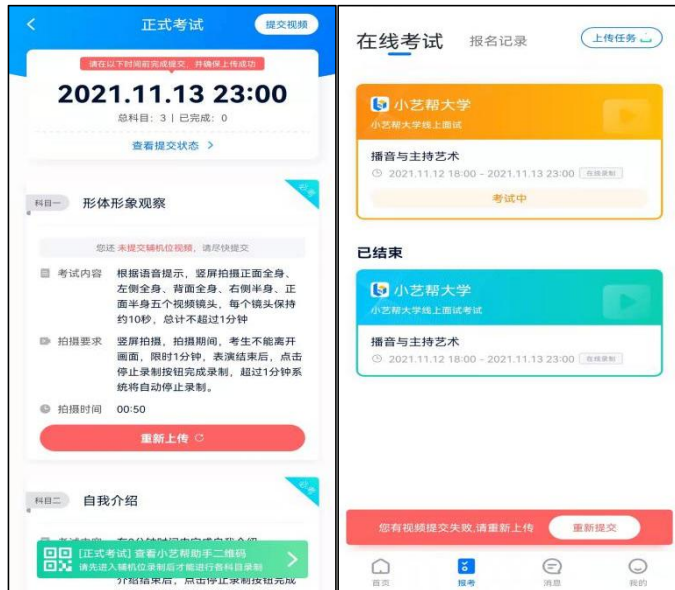 正式考试
提交视频
请在以下时间前完成提交，并确保上传成功
2021.11.13 23:00
总科目：3 | 已完成：0
查看提交状态 >
必考
科目一
形体形象观察
您还 未提交辅机位视频，请尽快提交
考试内容
根据语音提示，竖屏拍摄正面全身、
左侧全身、背面全身、右侧半身、正
面半身五个视频镜头，每个镜头保持
约10秒，总计不超过1分钟
拍摄要求
竖屏拍摄，拍摄期间，考生不能离开
画面，限时1分钟，表演结束后，点击
停止录制按钮完成录制，超过1分钟系
统将自动停止录制。
拍摄时间
00:50
重新上传
必考
科目二
自我介绍
[正式考试] 查看小艺帮助手二维码
请先进入辅机位录制后才能进行各科目录制
介绍结束后，点击停止录制按钮完成
在线考试
报名记录
上传任务
小艺帮大学
小艺帮大学线上面试
播音与主持艺术
2021.11.12 18:00 - 2021.11.13 23:00
在线录制
考试中
已结束
小艺帮大学
小艺帮大学线上面试考试
播音与主持艺术
2021.11.12 18:00 - 2021.11.13 23:00
在线录制
您有视频提交失败,请重新上传
重新提交
首页
报考
消息
我的